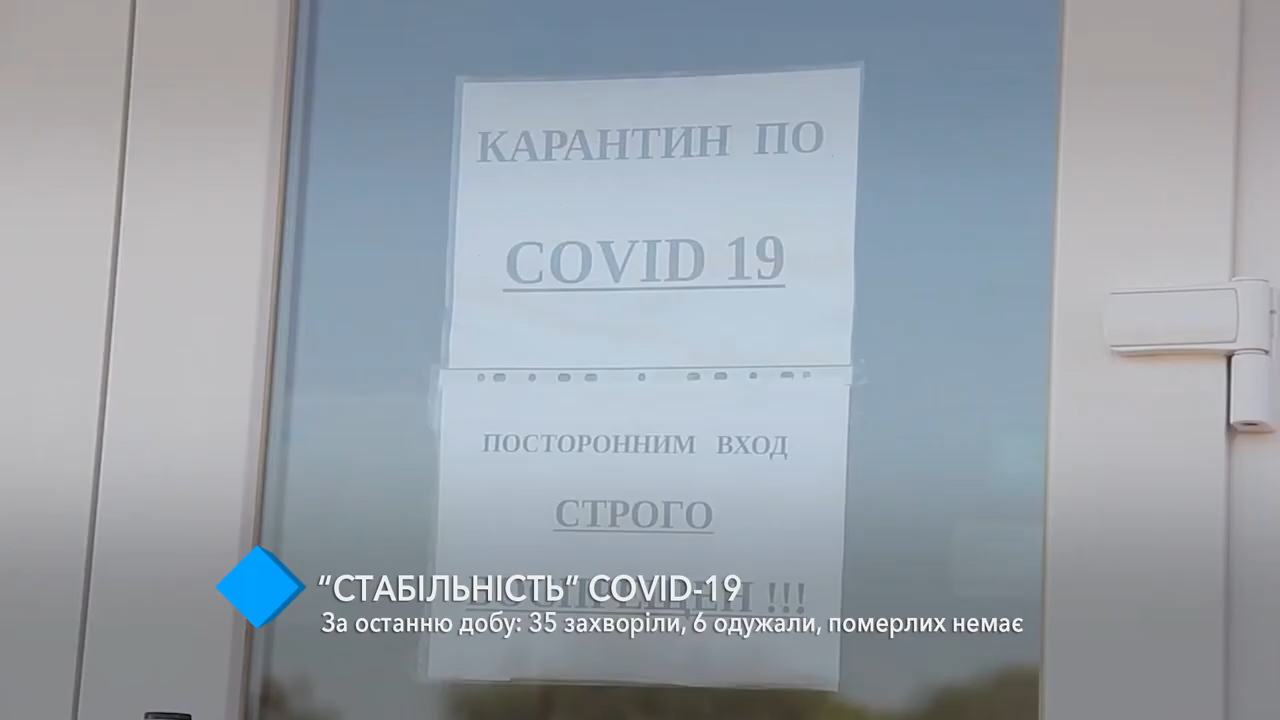 КАРАНТИН ПО
COVID 19
ПОСТОРОННИМ ВХОД
СТРОГО
ВОСПРЕЩЕН !!!
“СТАБІЛЬНІСТЬ“ COVID-19
За останню добу: 35 захворіли, 6 одужали, померлих немає